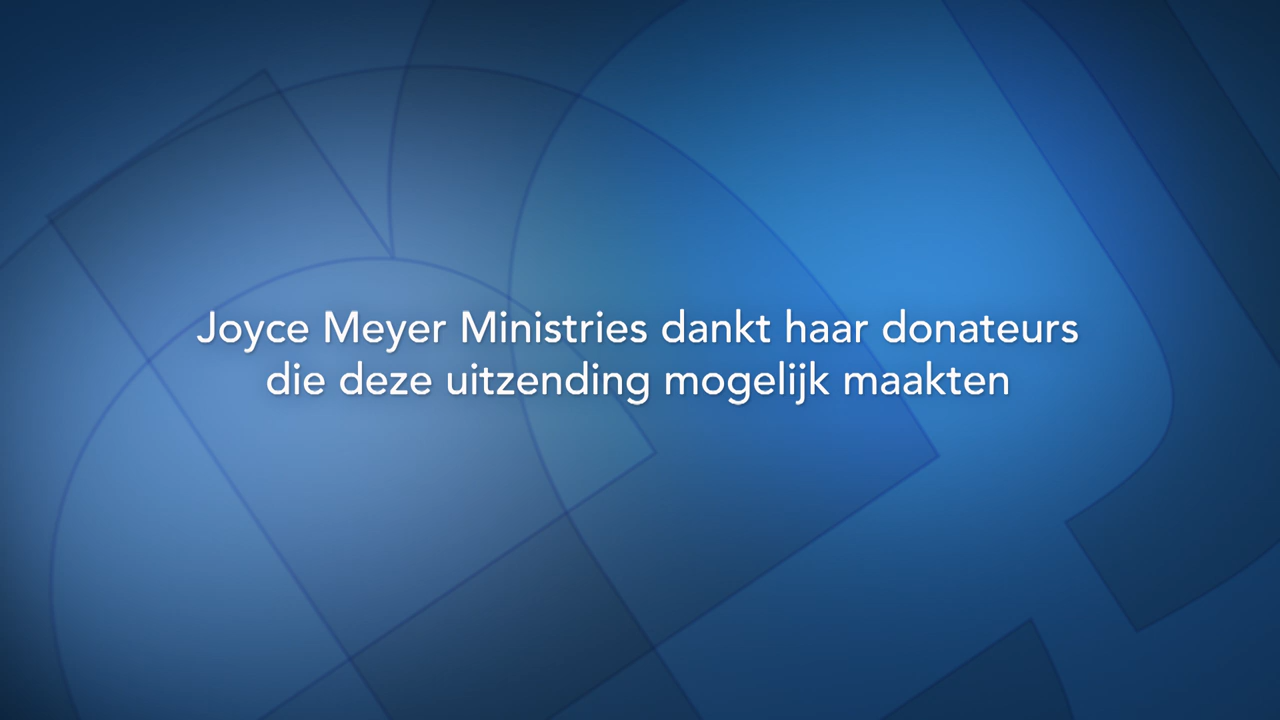 Joyce Meyer Ministries dankt haar donateurs
die deze uitzending mogelijk maakten